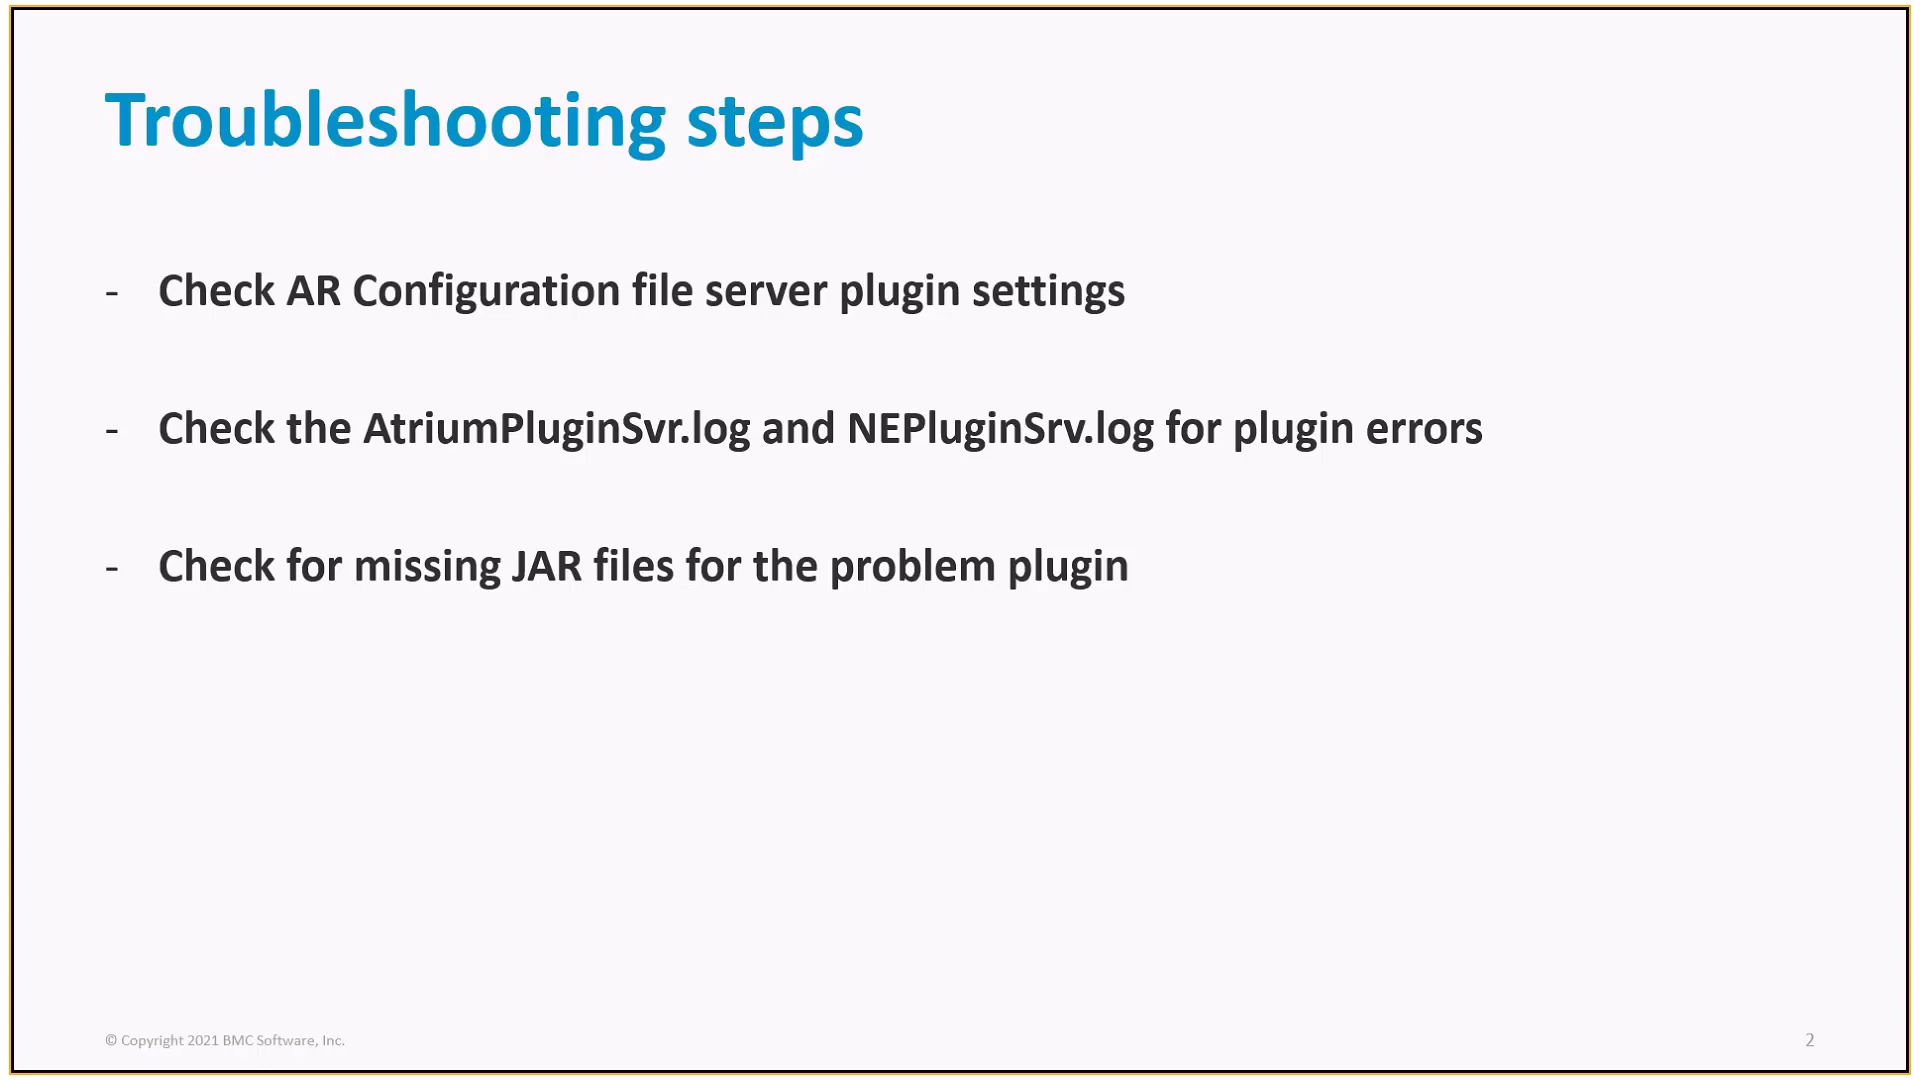 Troubleshooting steps
- Check AR Configuration file server plugin settings
- Check the AtriumPluginSvr.log and NEPluginSrv.log for plugin errors
- Check for missing JAR files for the problem plugin
© Copyright 2021 BMC Software, Inc.
2